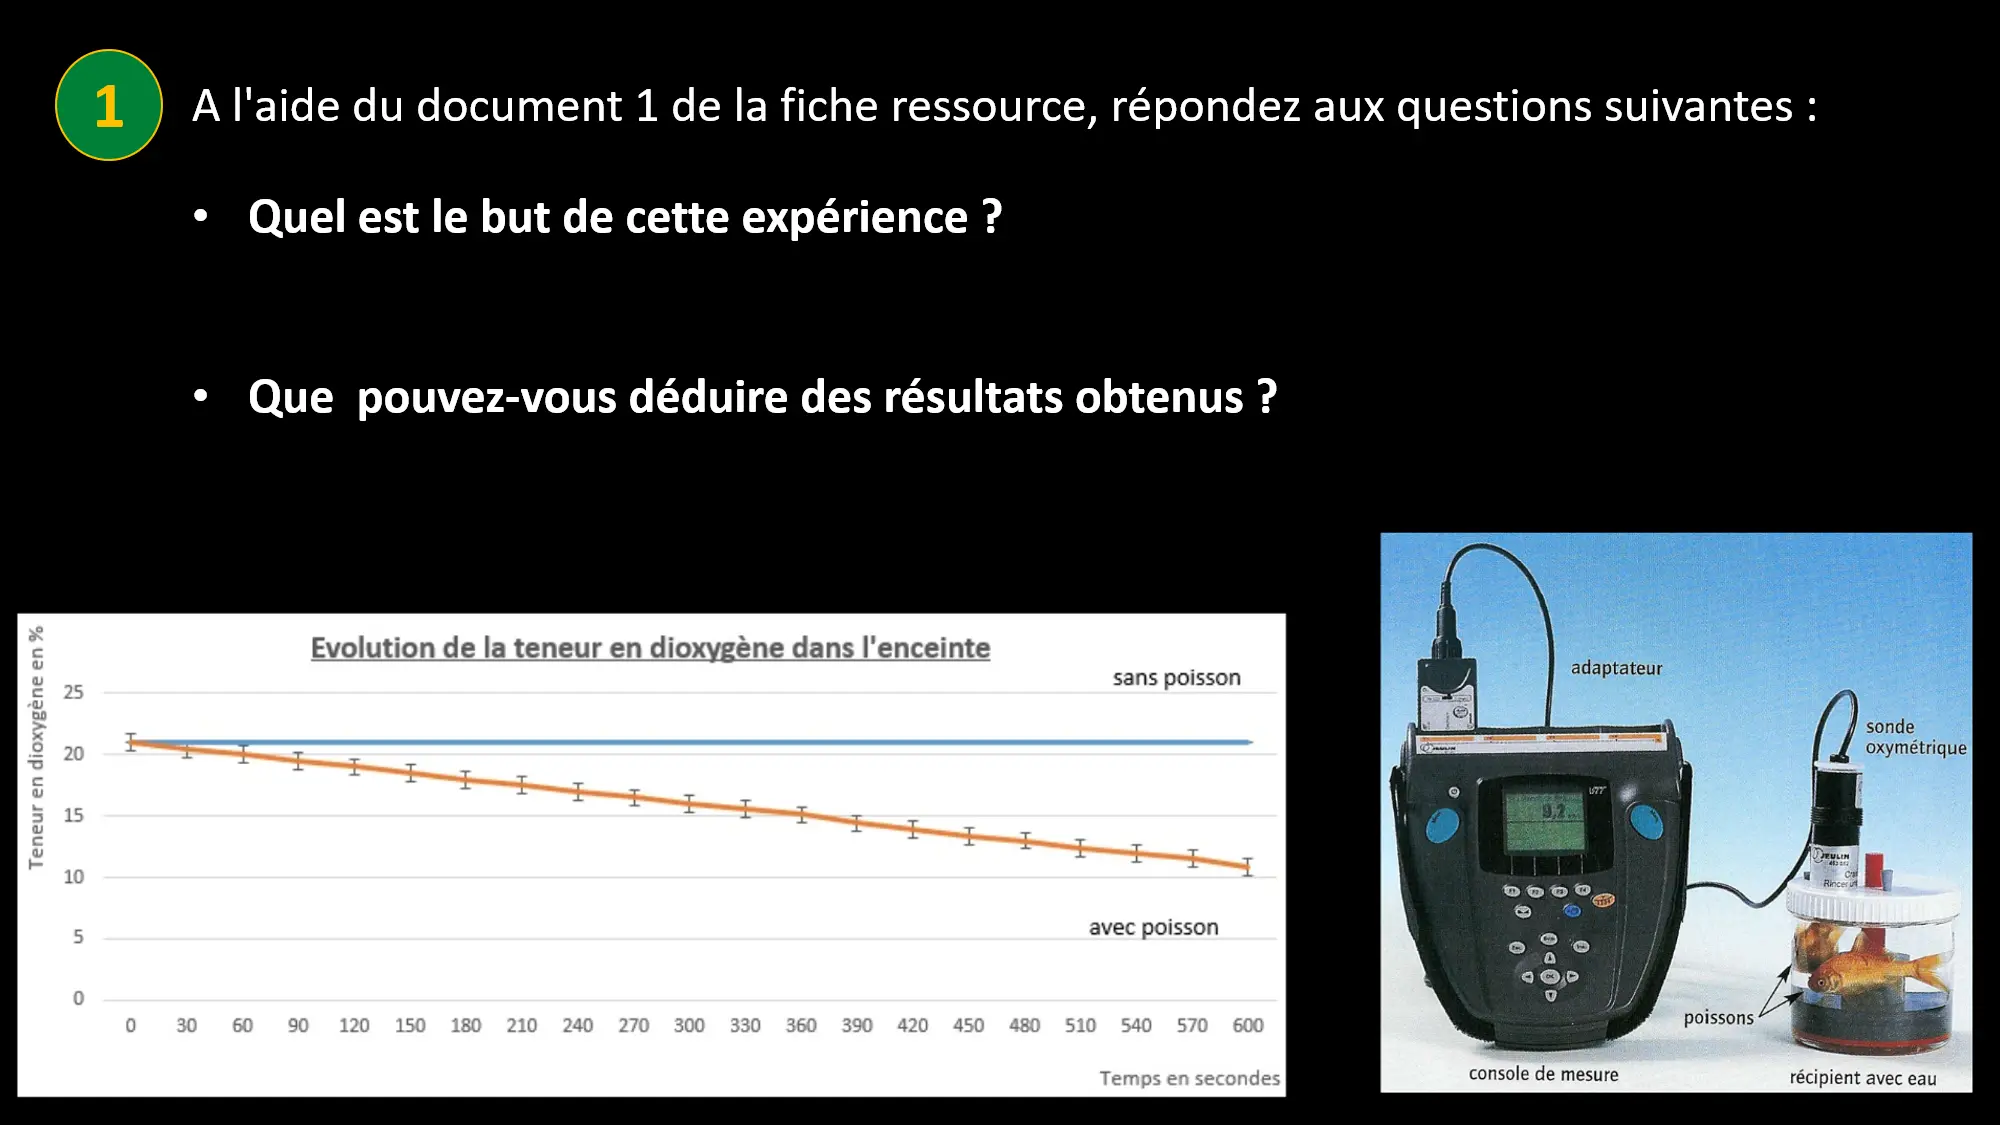 1
A l'aide du document 1 de la fiche ressource, répondez aux questions suivantes :
• Quel est le but de cette expérience ?
• Que pouvez-vous déduire des résultats obtenus ?
Evolution de la teneur en dioxygène dans l'enceinte
Teneur en dioxygène en %
sans poisson
25
20
15
10
5
0
avec poisson
0 30 60 90 120 150 180 210 240 270 300 330 360 390 420 450 480 510 540 570 600
Temps en secondes
adaptateur
sonde
oxymétrique
JEULIN
9,2
JEULIN
poissons
console de mesure
récipient avec eau